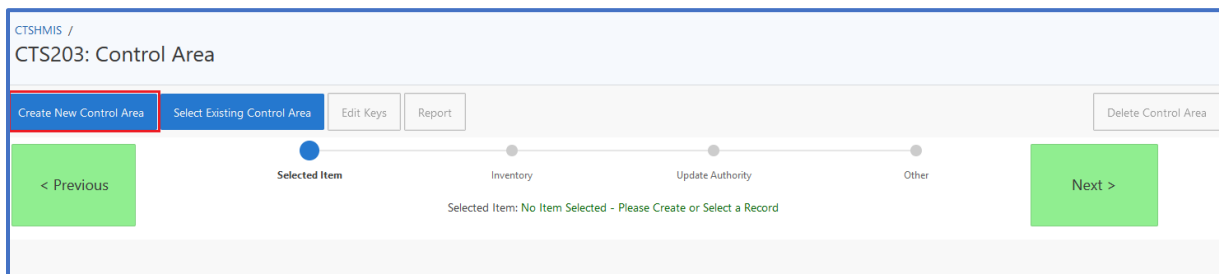 CTSHMIS /
CTS203: Control Area
Create New Control Area Select Existing Control Area Edit Keys Report Delete Control Area
< Previous
Selected Item Inventory Update Authority Other
Next >
Selected Item: No Item Selected - Please Create or Select a Record